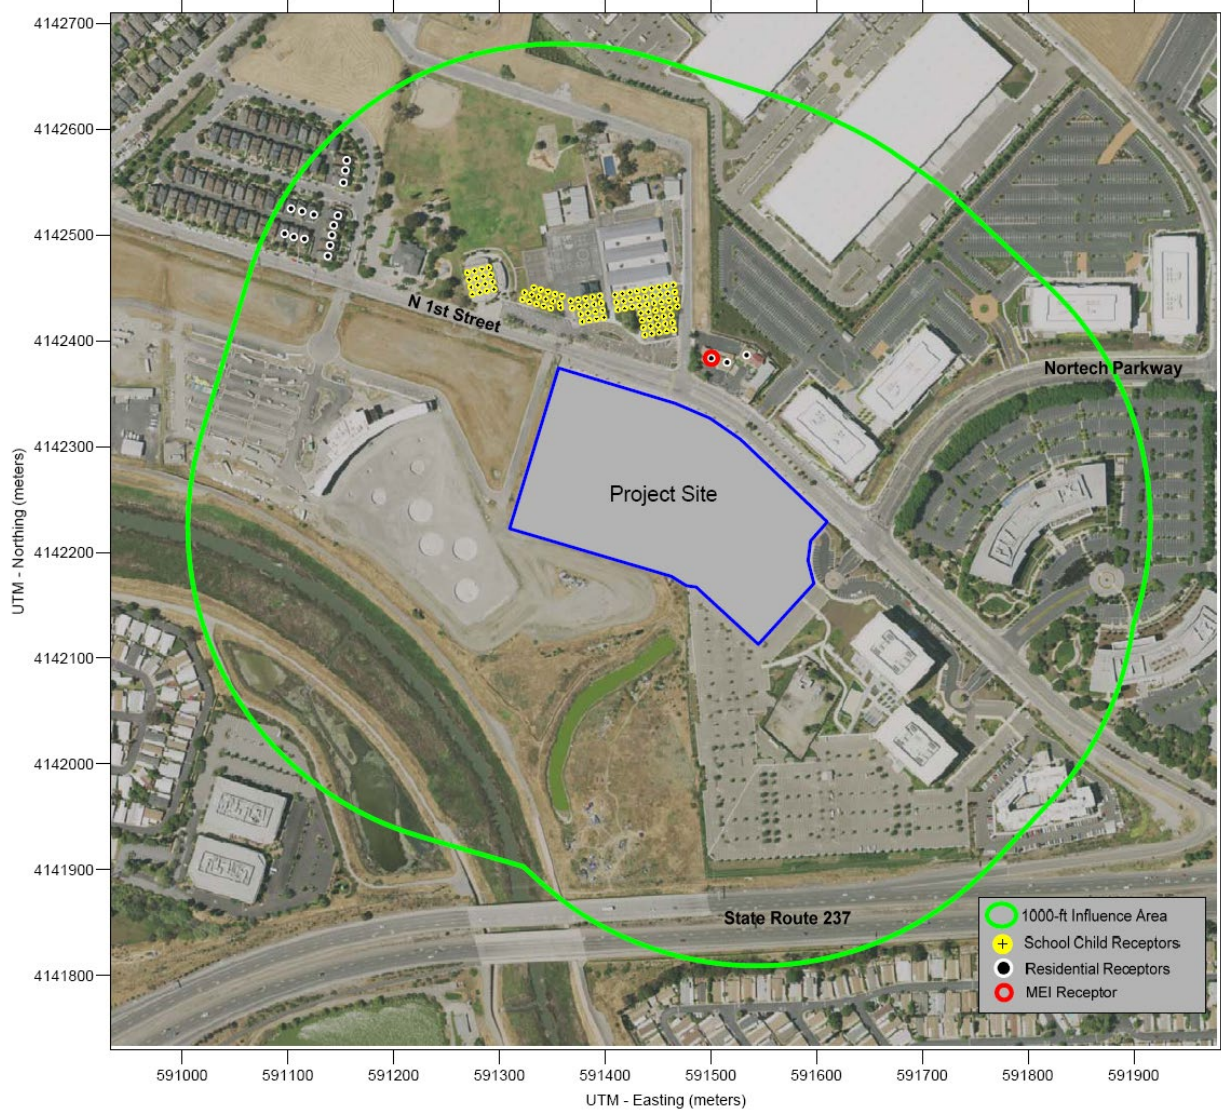 4142700
4142600
4142500
4142400
4142300
4142200
4142100
4142000
4141900
4141800
UTM - Northing (meters)
N 1st Street
Nortech Parkway
Project Site
State Route 237
1000-ft Influence Area
School Child Receptors
Residential Receptors
MEI Receptor
591000 591100 591200 591300 591400 591500 591600 591700 591800 591900
UTM - Easting (meters)